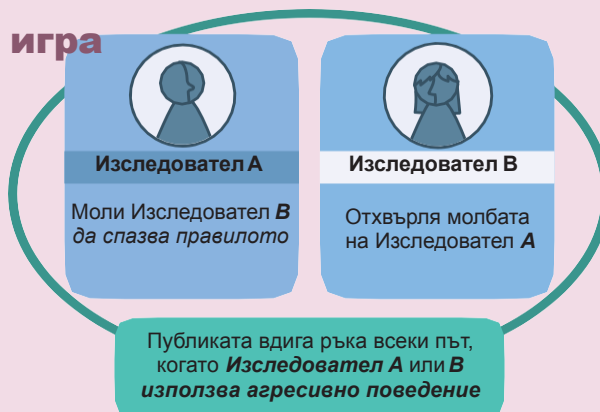 игра
Изследовател А
Моли Изследовател В
да спазва правилото
Изследовател В
Отхвърля молбата
на Изследовател А
Публиката вдига ръка всеки път,
когато Изследовател А или В
използва агресивно поведение